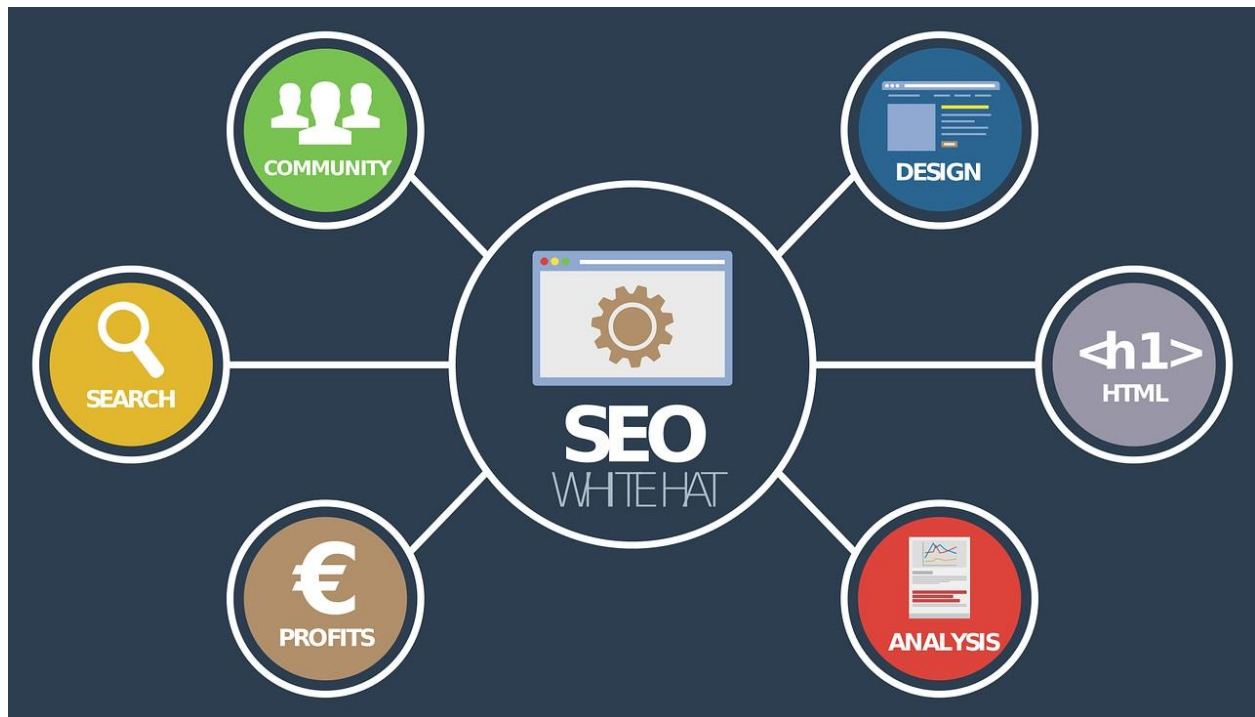 COMMUNITY
DESIGN
SEARCH
SEO
WHITE HAT
<h1>
HTML
€
PROFITS
ANALYSIS